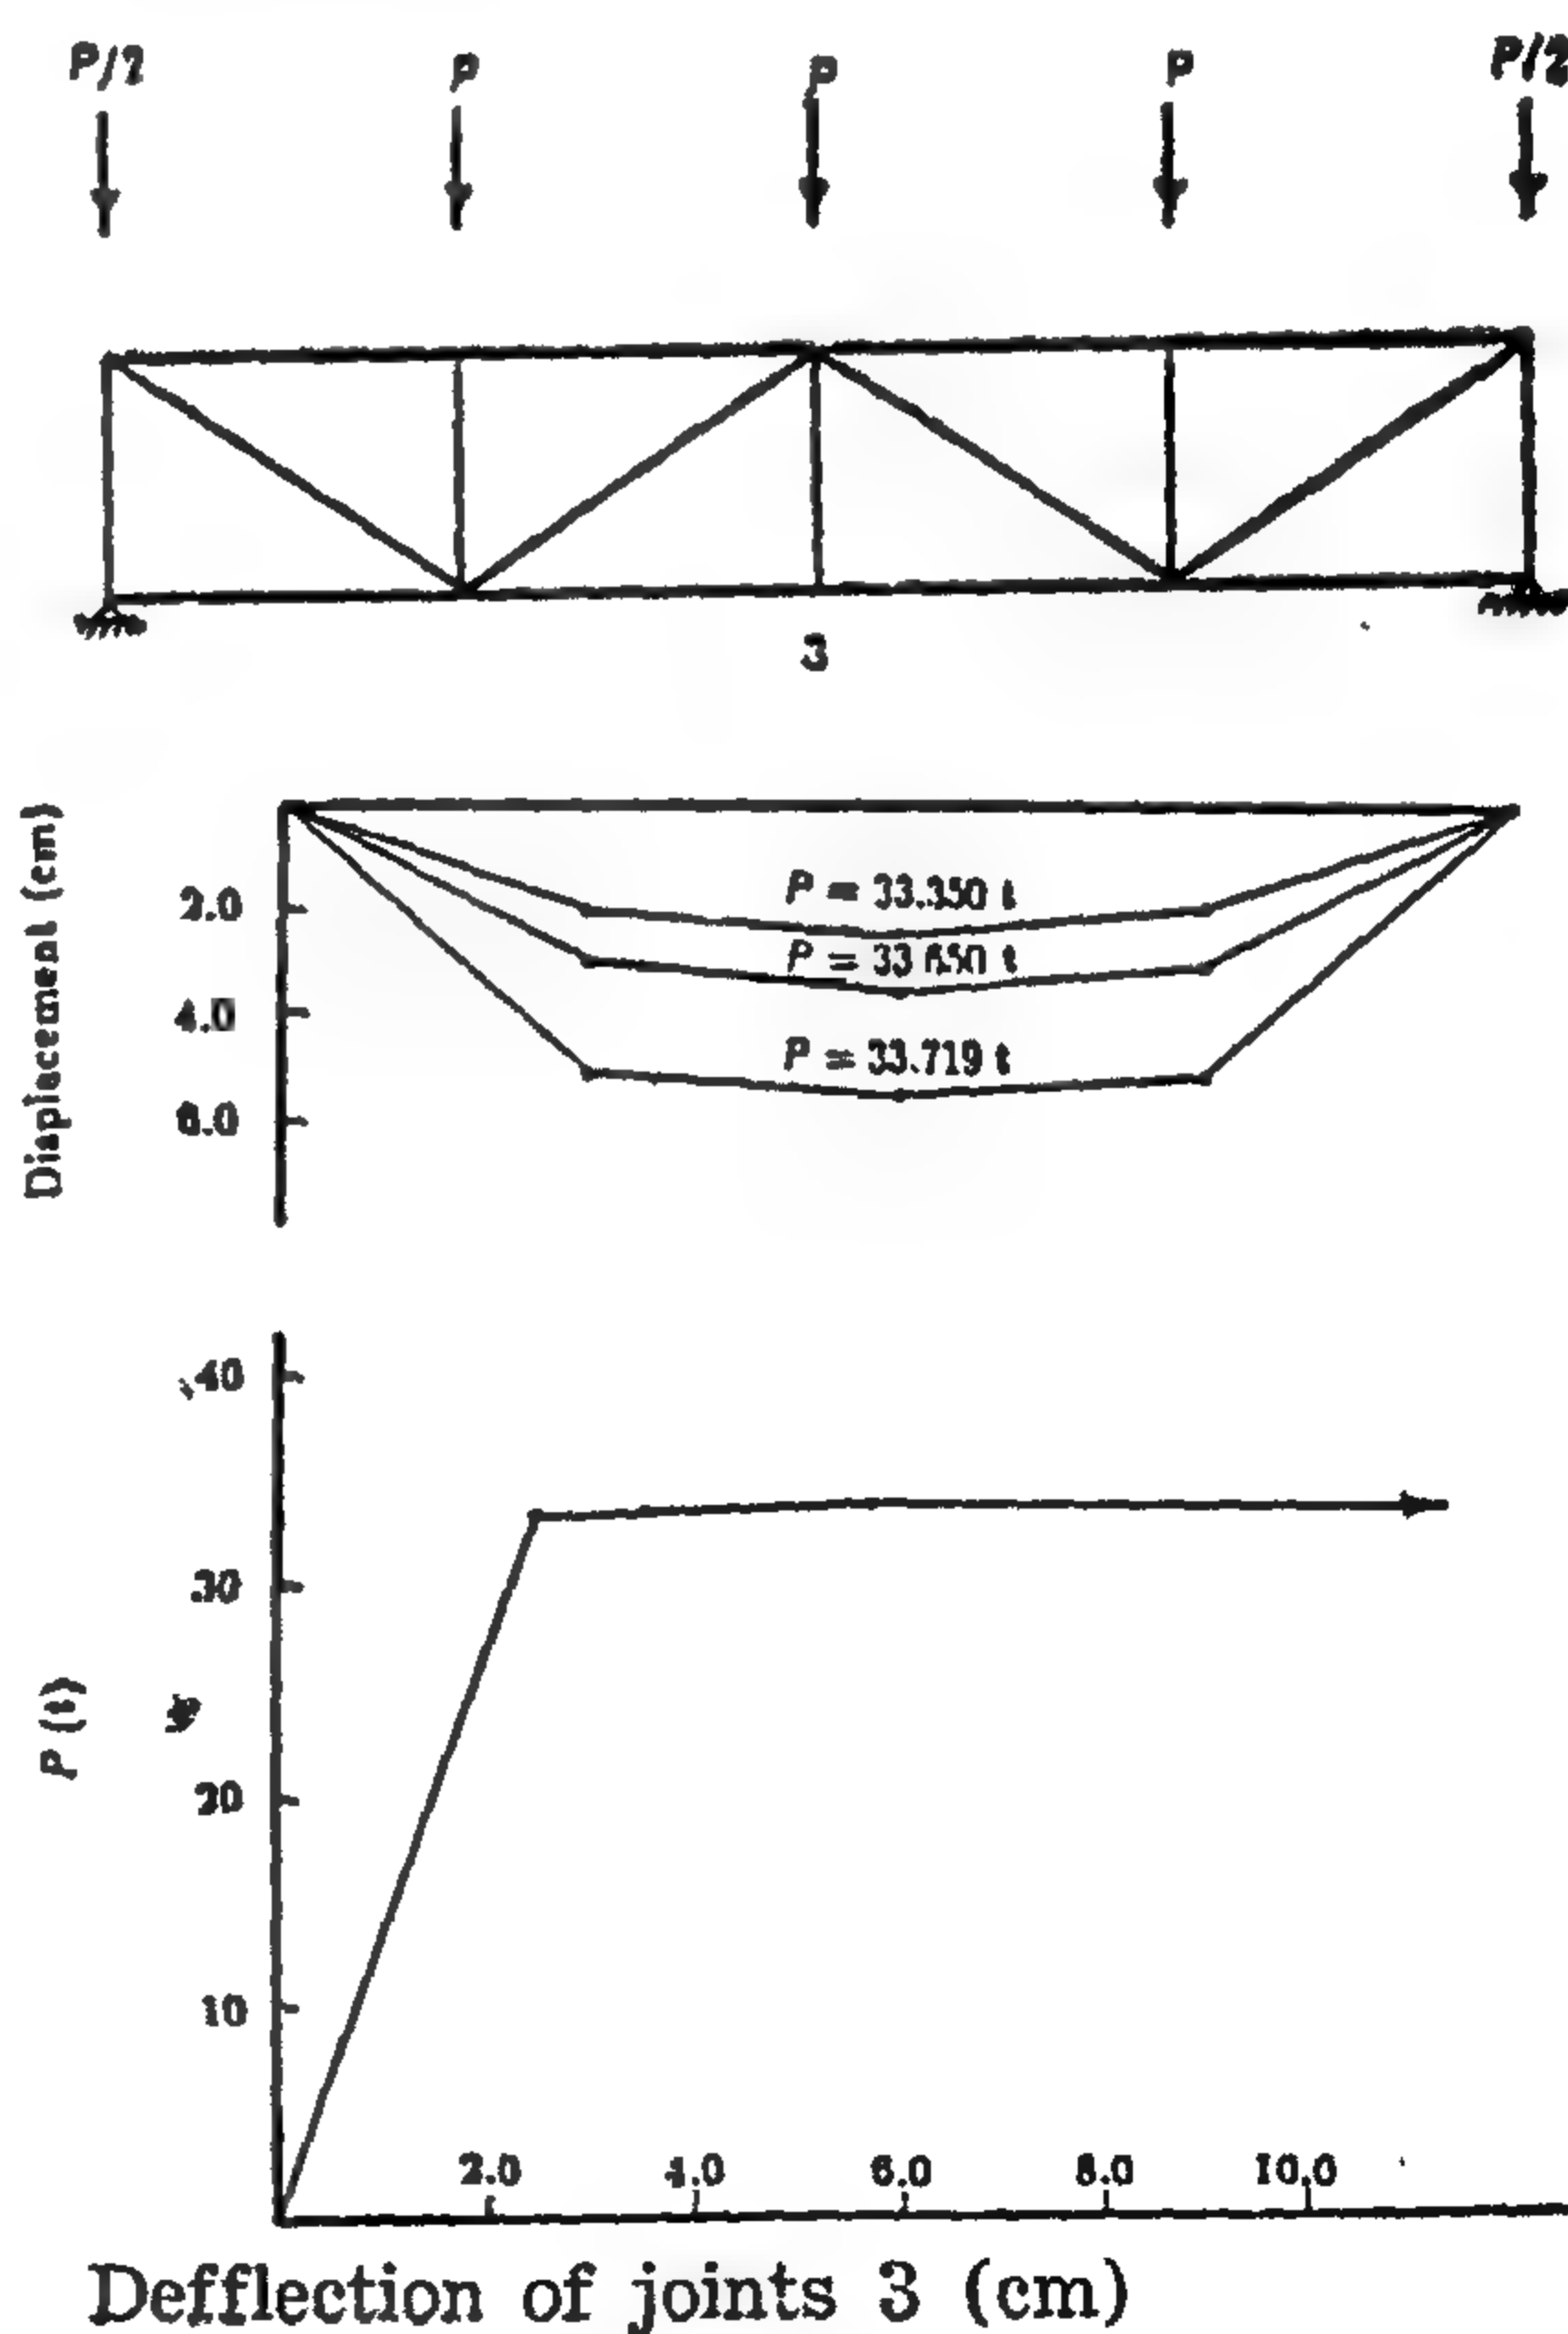 P/2 P P P P/2
3
Displacement (cm)
2.0
P = 33.350 t
P = 33.650 t
4.0
P = 33.719 t
6.0
40
30
P (t)
20
10
2.0 4.0 6.0 8.0 10.0
Defflection of joints 3 (cm)